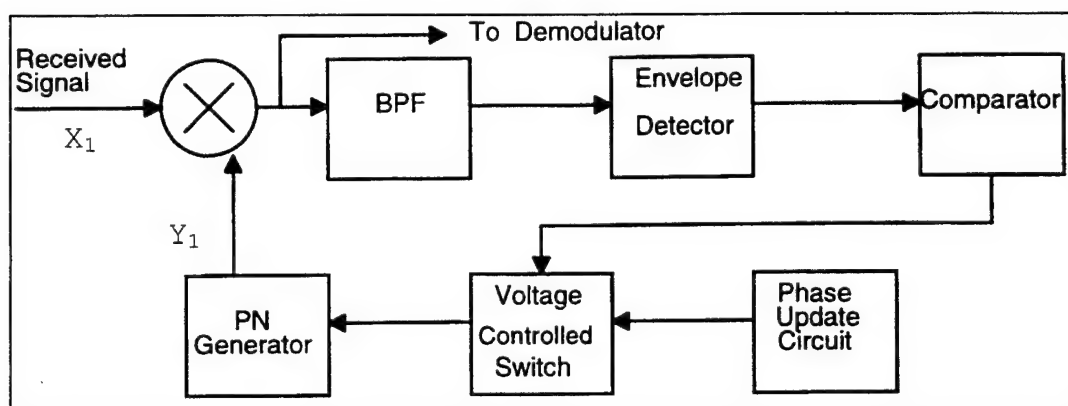 To Demodulator
Received
Signal
X₁
BPF
Envelope
Detector
Comparator
Y₁
PN
Generator
Voltage
Controlled
Switch
Phase
Update
Circuit